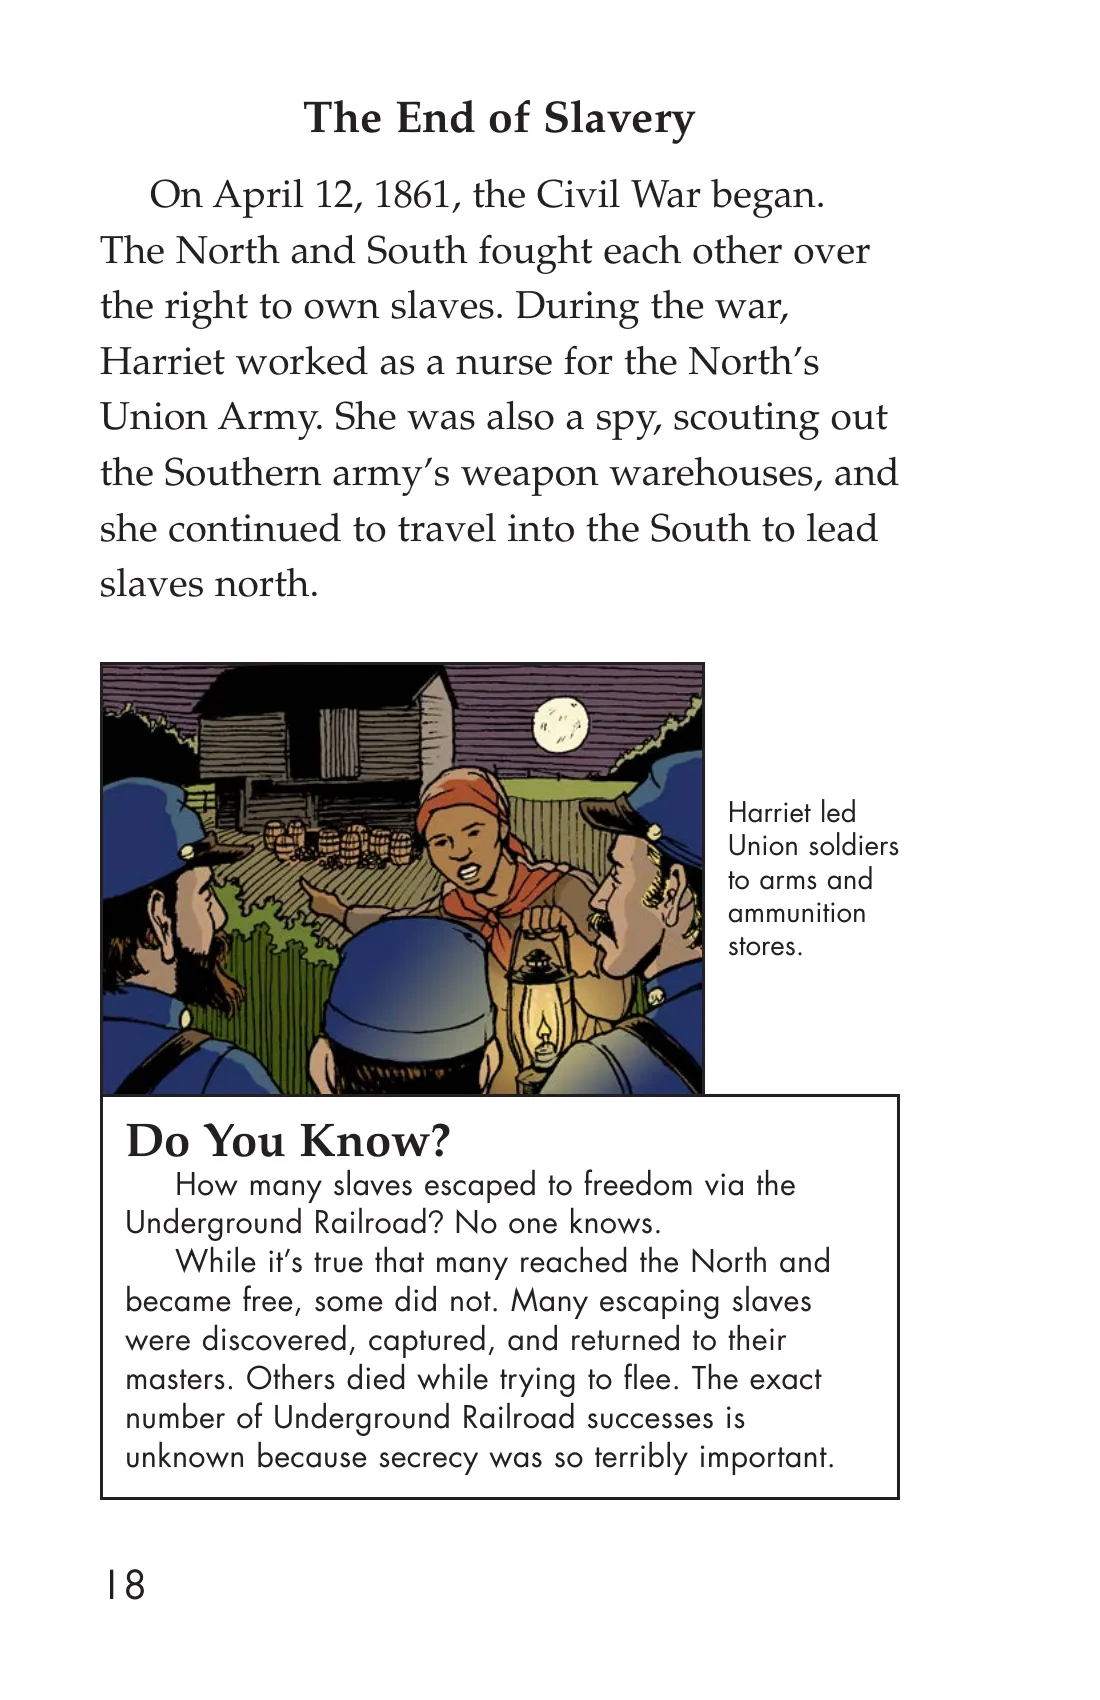 The End of Slavery
On April 12, 1861, the Civil War began.
The North and South fought each other over
the right to own slaves. During the war,
Harriet worked as a nurse for the North’s
Union Army. She was also a spy, scouting out
the Southern army’s weapon warehouses, and
she continued to travel into the South to lead
slaves north.
Harriet led
Union soldiers
to arms and
ammunition
stores.
Do You Know?
How many slaves escaped to freedom via the
Underground Railroad? No one knows.
While it’s true that many reached the North and
became free, some did not. Many escaping slaves
were discovered, captured, and returned to their
masters. Others died while trying to flee. The exact
number of Underground Railroad successes is
unknown because secrecy was so terribly important.
18